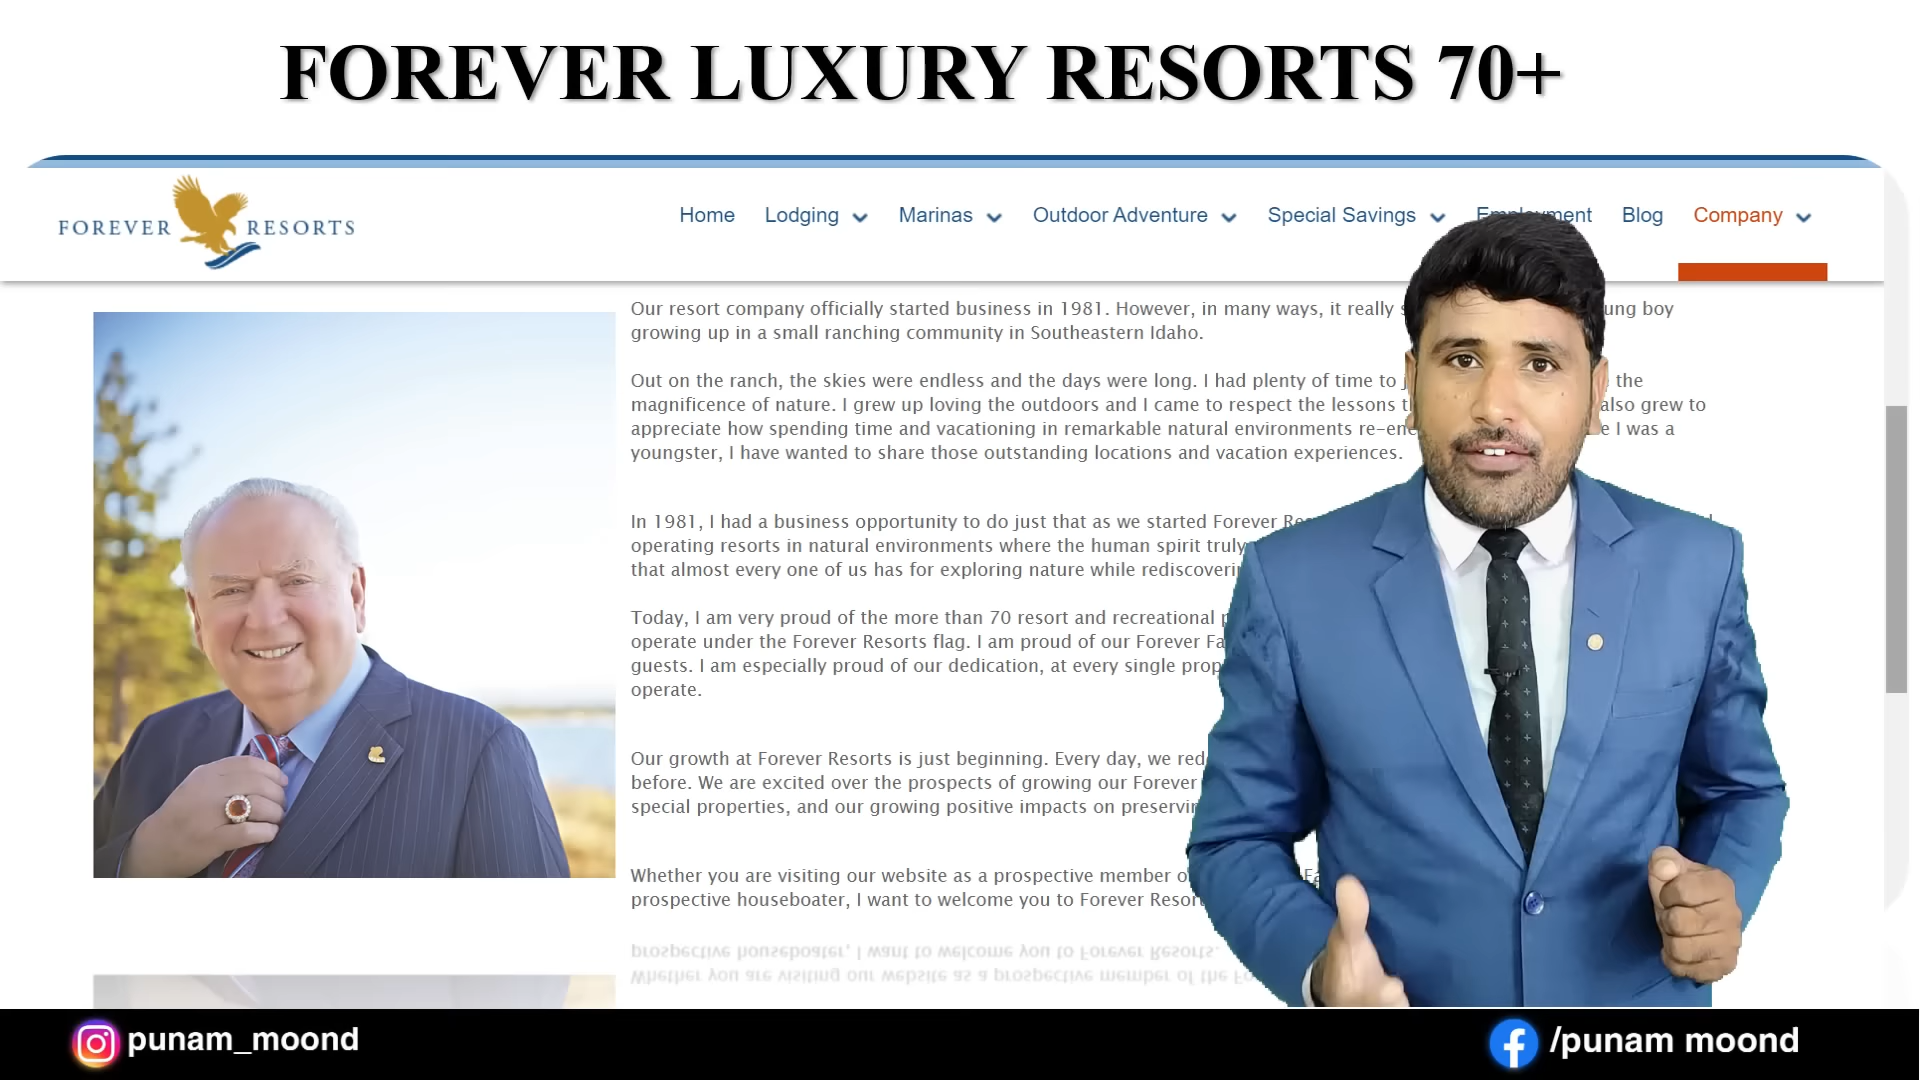 FOREVER LUXURY RESORTS 70+
FOREVER RESORTS
Home Lodging Marinas Outdoor Adventure Special Savings Employment Blog Company
Our resort company officially started business in 1981. However, in many ways, it really boy
growing up in a small ranching community in Southeastern Idaho.
Out on the ranch, the skies were endless and the days were long. I had plenty of time to the
magnificence of nature. I grew up loving the outdoors and I came to respect the lessons also grew to
appreciate how spending time and vacationing in remarkable natural environments I was a
youngster, I have wanted to share those outstanding locations and vacation experiences.
In 1981, I had a business opportunity to do just that as we started Forever
operating resorts in natural environments where the human spirit truly
that almost every one of us has for exploring nature while
Today, I am very proud of the more than 70 resort and recreational
operate under the Forever Resorts flag. I am proud of our Forever
guests. I am especially proud of our dedication, at every single
operate.
Our growth at Forever Resorts is just beginning. Every day, we
before. We are excited over the prospects of growing our Forever
special properties, and our growing positive impacts on
Whether you are visiting our website as a prospective member
prospective houseboater, I want to welcome you to Forever
punam_moond
/punam moond